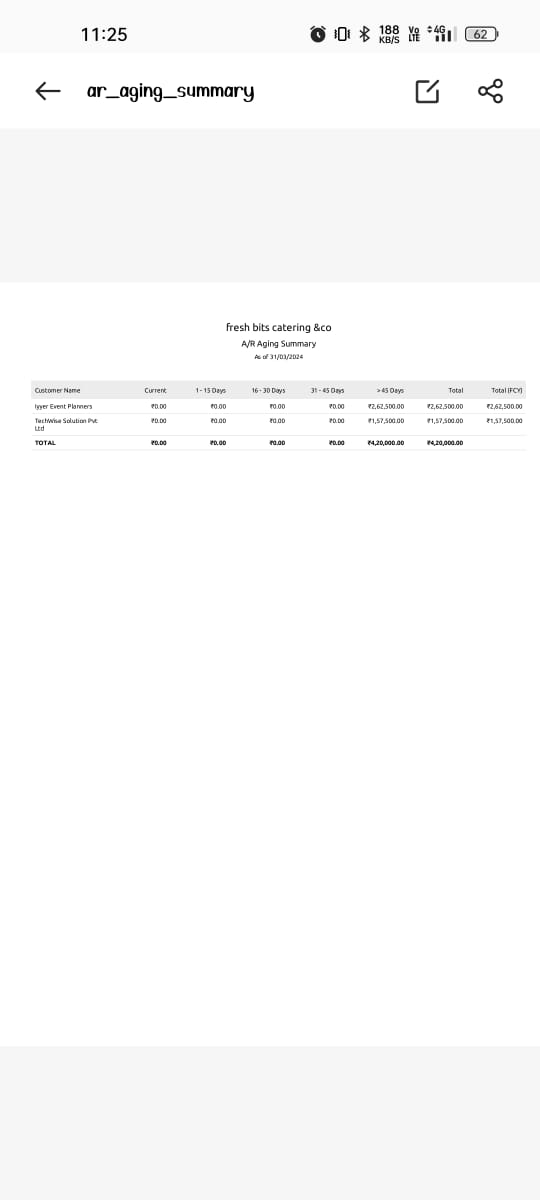 11:25
188 KB/S Vo LTE 4G 62
ar_aging_summary
fresh bits catering &co
A/R Aging Summary
As of 31/03/2024
Customer Name Current 1 - 15 Days 16 - 30 Days 31 - 45 Days > 45 Days Total Total (FCY)
Iyyer Event Planners ₹0.00 ₹0.00 ₹0.00 ₹0.00 ₹2,62,500.00 ₹2,62,500.00 ₹2,62,500.00
TechWise Solution Pvt ₹0.00 ₹0.00 ₹0.00 ₹0.00 ₹1,57,500.00 ₹1,57,500.00 ₹1,57,500.00
Ltd
TOTAL ₹0.00 ₹0.00 ₹0.00 ₹0.00 ₹4,20,000.00 ₹4,20,000.00